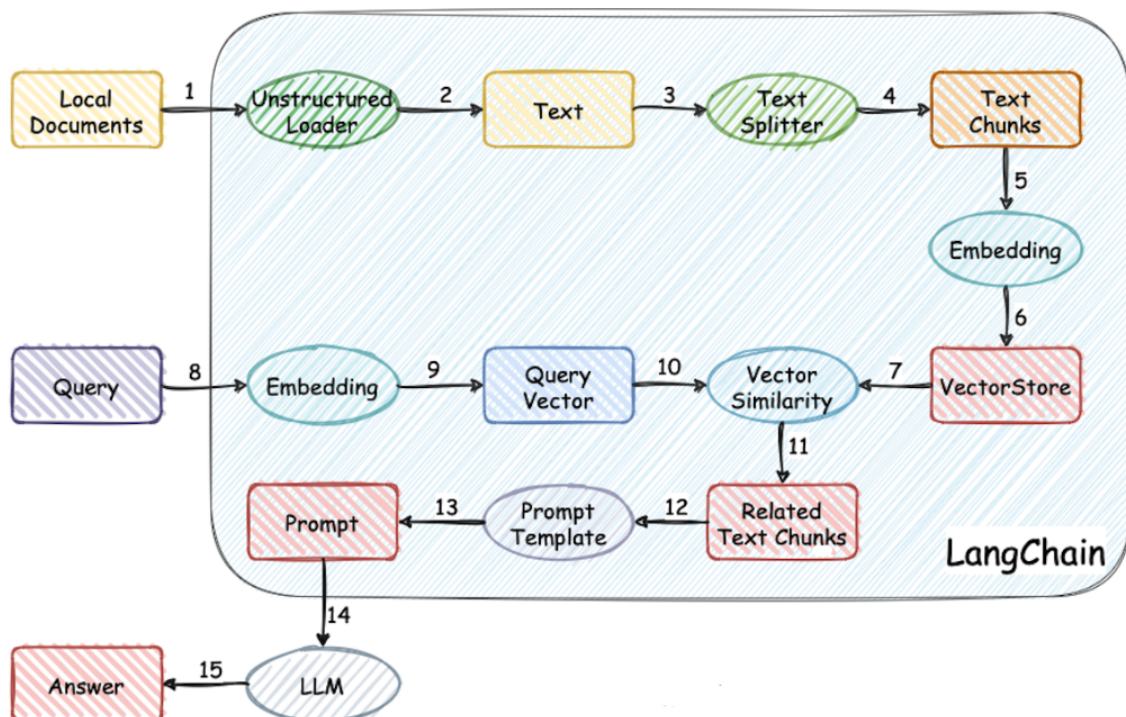 Local
Documents
1
Unstructured
Loader
2
Text
3
Text
Splitter
4
Text
Chunks
5
Embedding
6
Query
8
Embedding
9
Query
Vector
10
Vector
Similarity
7
VectorStore
11
Prompt
13
Prompt
Template
12
Related
Text Chunks
LangChain
14
Answer
15
LLM